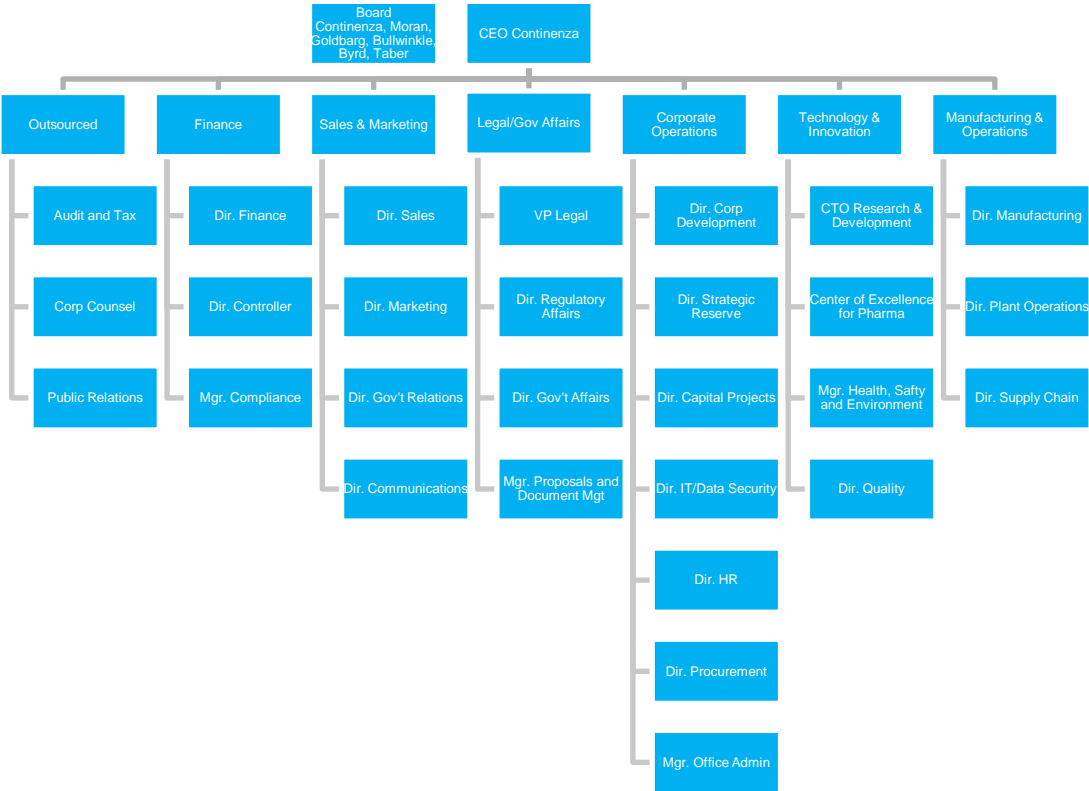 Board
Continenza, Moran,
Goldbarg, Bullwinkle,
Byrd, Taber
CEO Continenza
Outsourced
Finance
Sales & Marketing
Legal/Gov Affairs
Corporate
Operations
Technology &
Innovation
Manufacturing &
Operations
Audit and Tax
Corp Counsel
Public Relations
Dir. Finance
Dir. Controller
Mgr. Compliance
Dir. Sales
Dir. Marketing
Dir. Gov't Relations
Dir. Communications
VP Legal
Dir. Regulatory
Affairs
Dir. Gov't Affairs
Mgr. Proposals and
Document Mgt
Dir. Corp
Development
Dir. Strategic
Reserve
Dir. Capital Projects
Dir. IT/Data Security
Dir. HR
Dir. Procurement
Mgr. Office Admin
CTO Research &
Development
Center of Excellence
for Pharma
Mgr. Health, Safty
and Environment
Dir. Quality
Dir. Manufacturing
Dir. Plant Operations
Dir. Supply Chain